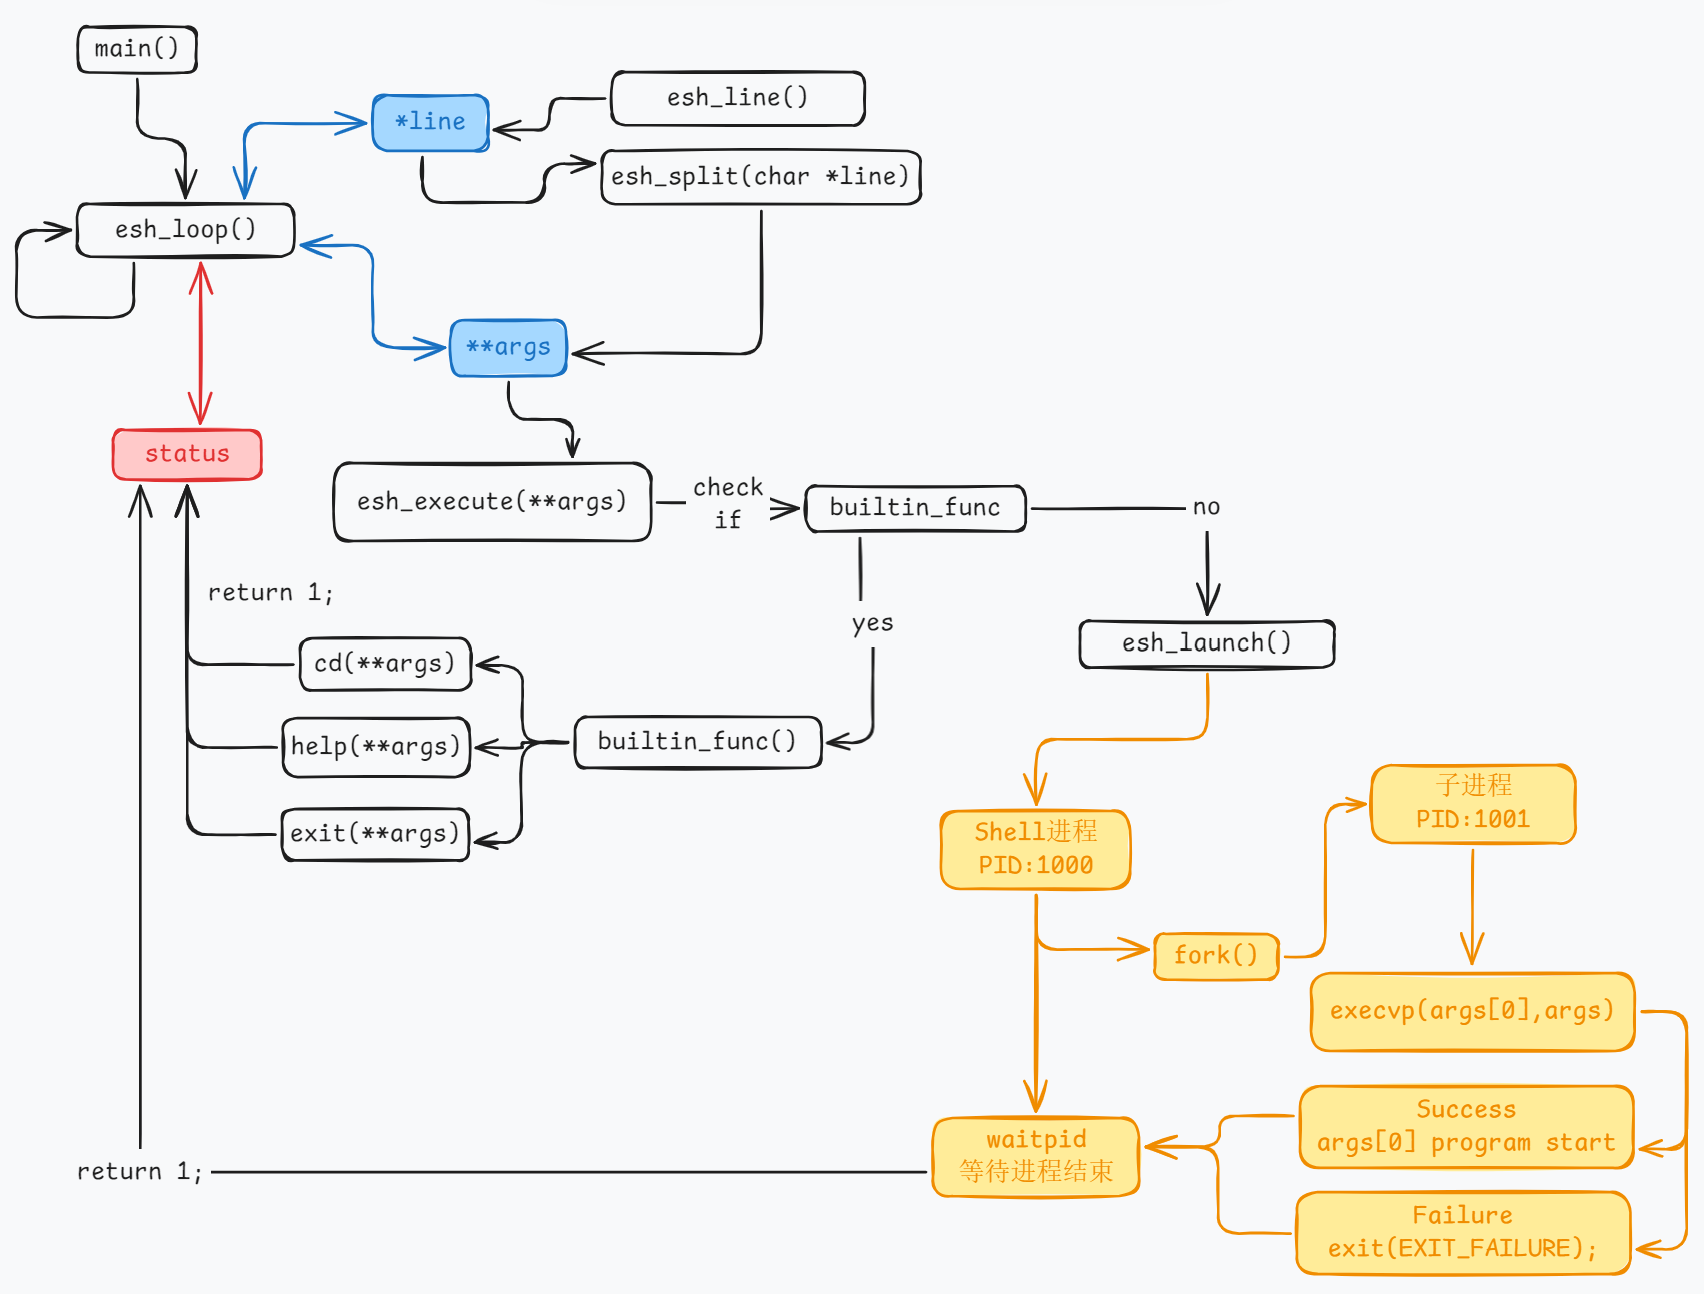 main()
esh_line()
*line
esh_split(char *line)
esh_loop()
**args
status
esh_execute(**args)
check
if
builtin_func
no
return 1;
yes
esh_launch()
cd(**args)
help(**args)
builtin_func()
exit(**args)
Shell进程
PID:1000
子进程
PID:1001
fork()
execvp(args[0],args)
Success
args[0] program start
waitpid
等待进程结束
return 1;
Failure
exit(EXIT_FAILURE);